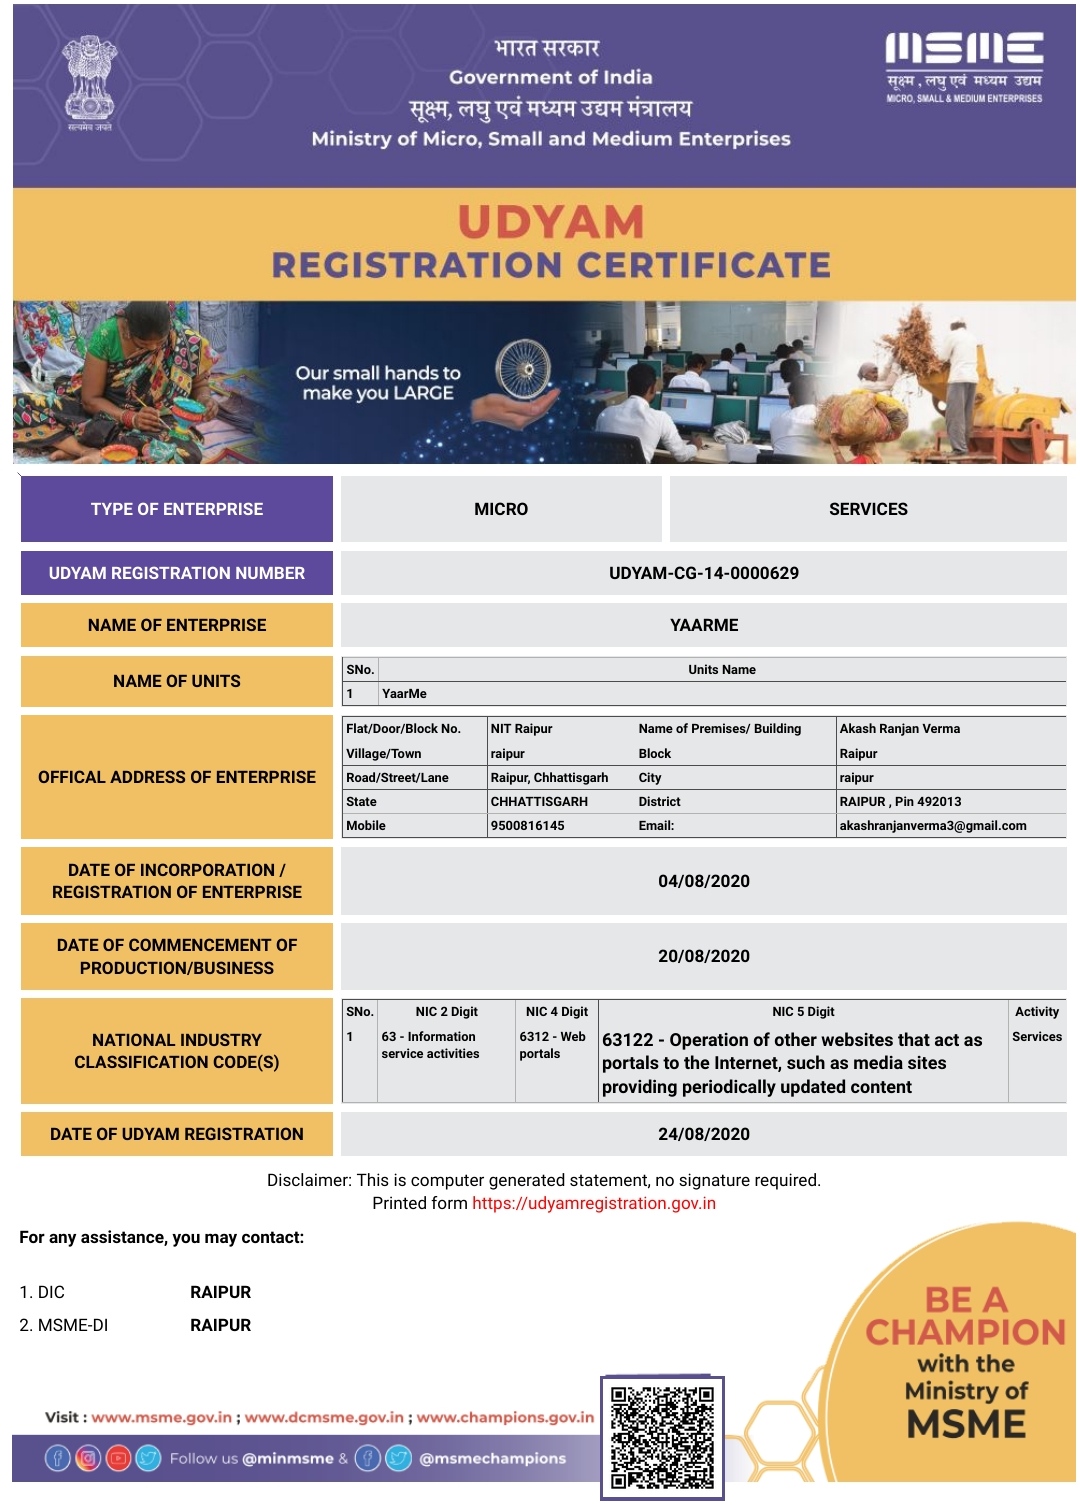 भारत सरकार
Government of India
सूक्ष्म, लघु एवं मध्यम उद्यम मंत्रालय
Ministry of Micro, Small and Medium Enterprises
सत्यमेव जयते
msme
सूक्ष्म , लघु एवं मध्यम उद्यम
MICRO, SMALL & MEDIUM ENTERPRISES
UDYAM
REGISTRATION CERTIFICATE
Our small hands to
make you LARGE
TYPE OF ENTERPRISE MICRO SERVICES
UDYAM REGISTRATION NUMBER UDYAM-CG-14-0000629
NAME OF ENTERPRISE YAARME
NAME OF UNITS
SNo. Units Name
1 YaarMe
OFFICAL ADDRESS OF ENTERPRISE
Flat/Door/Block No. NIT Raipur Name of Premises/ Building Akash Ranjan Verma
Village/Town raipur Block Raipur
Road/Street/Lane Raipur, Chhattisgarh City raipur
State CHHATTISGARH District RAIPUR , Pin 492013
Mobile 9500816145 Email: akashranjanverma3@gmail.com
DATE OF INCORPORATION /
REGISTRATION OF ENTERPRISE
04/08/2020
DATE OF COMMENCEMENT OF
PRODUCTION/BUSINESS
20/08/2020
NATIONAL INDUSTRY
CLASSIFICATION CODE(S)
SNo. NIC 2 Digit NIC 4 Digit NIC 5 Digit Activity
1 63 - Information
service activities
6312 - Web
portals
63122 - Operation of other websites that act as
portals to the Internet, such as media sites
providing periodically updated content
Services
DATE OF UDYAM REGISTRATION 24/08/2020
Disclaimer: This is computer generated statement, no signature required.
Printed form https://udyamregistration.gov.in
For any assistance, you may contact:
1. DIC RAIPUR
2. MSME-DI RAIPUR
BE A
CHAMPION
with the
Ministry of
MSME
Visit : www.msme.gov.in ; www.dcmsme.gov.in ; www.champions.gov.in
Follow us @minmsme & @msmechampions